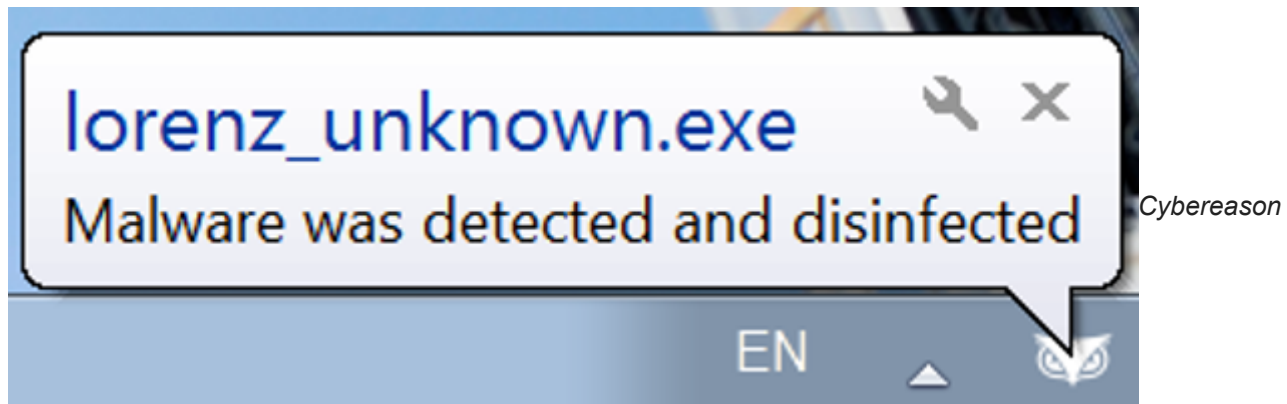 lorenz_unknown.exe
Malware was detected and disinfected
Cybereason
EN